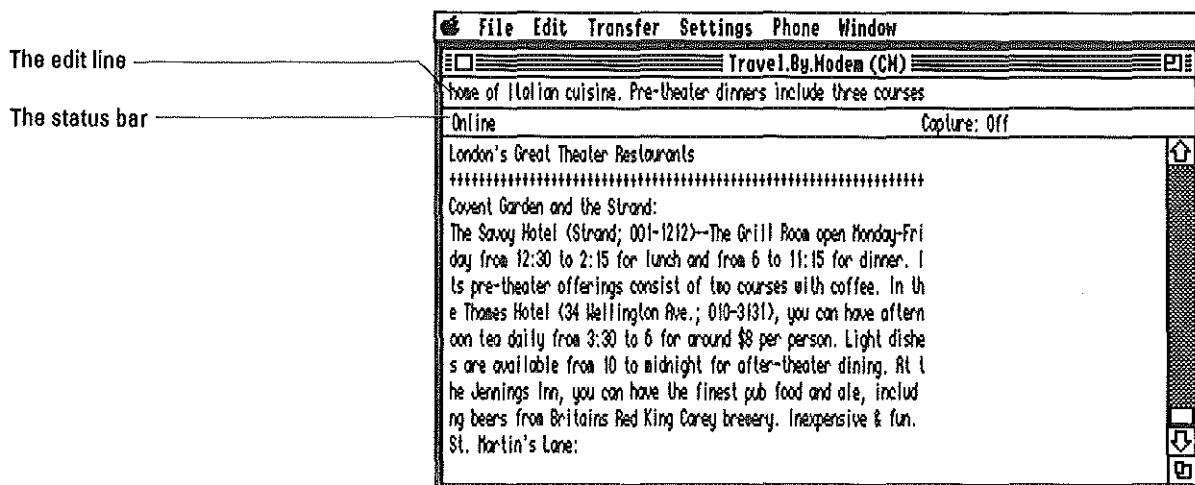 File Edit Transfer Settings Phone Window
The edit line
Travel.By.Modem (CM)
home of Italian cuisine. Pre-theater dinners include three courses
The status bar
Online Capture: Off
London's Great Theater Restaurants
++++++++++++++++++++++++++++++++++++++++++++++++++++++++++++++++++
Covent Garden and the Strand:
The Savoy Hotel (Strand; 001-1212)--The Grill Room open Monday-Fri
day from 12:30 to 2:15 for lunch and from 6 to 11:15 for dinner. I
ts pre-theater offerings consist of two courses with coffee. In th
e Thames Hotel (34 Wellington Ave.; 010-3131), you can have aftern
oon tea daily from 3:30 to 6 for around $8 per person. Light dishe
s are available from 10 to midnight for after-theater dining. At t
he Jennings Inn, you can have the finest pub food and ale, includ
ng beers from Britains Red King Carey brewery. Inexpensive & fun.
St. Martin's Lane: